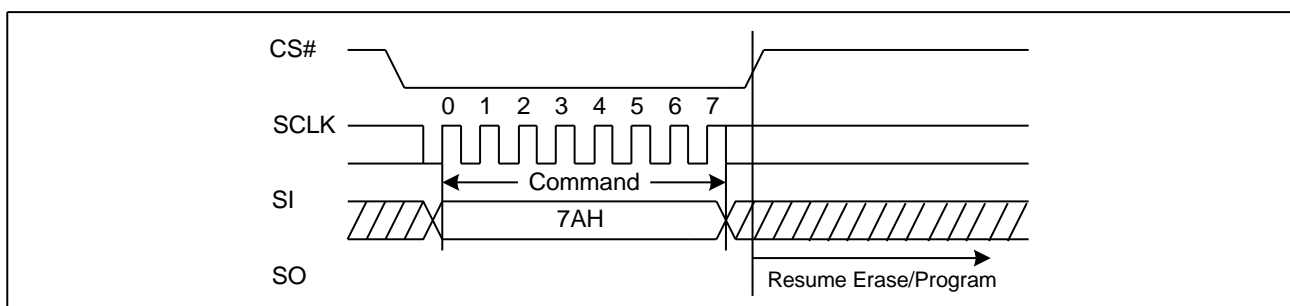 CS#
0 1 2 3 4 5 6 7
SCLK
Command
SI
7AH
SO
Resume Erase/Program